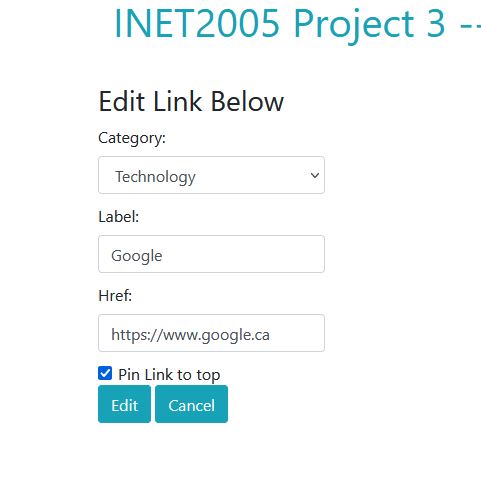 INET2005 Project 3 --
Edit Link Below
Category:
Technology
Label:
Google
Href:
https://www.google.ca
Pin Link to top
Edit Cancel